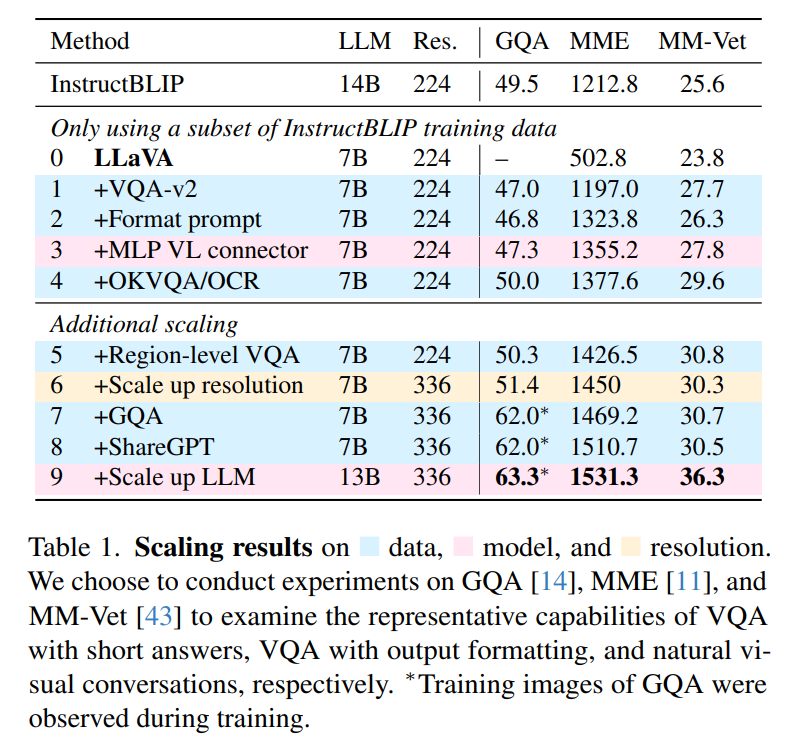 Method LLM Res. GQA MME MM-Vet
InstructBLIP 14B 224 49.5 1212.8 25.6
Only using a subset of InstructBLIP training data
0 LLaVA 7B 224 – 502.8 23.8
1 +VQA-v2 7B 224 47.0 1197.0 27.7
2 +Format prompt 7B 224 46.8 1323.8 26.3
3 +MLP VL connector 7B 224 47.3 1355.2 27.8
4 +OKVQA/OCR 7B 224 50.0 1377.6 29.6
Additional scaling
5 +Region-level VQA 7B 224 50.3 1426.5 30.8
6 +Scale up resolution 7B 336 51.4 1450 30.3
7 +GQA 7B 336 62.0* 1469.2 30.7
8 +ShareGPT 7B 336 62.0* 1510.7 30.5
9 +Scale up LLM 13B 336 63.3* 1531.3 36.3
Table 1. Scaling results on data, model, and resolution.
We choose to conduct experiments on GQA [14], MME [11], and
MM-Vet [43] to examine the representative capabilities of VQA
with short answers, VQA with output formatting, and natural vi-
sual conversations, respectively. *Training images of GQA were
observed during training.